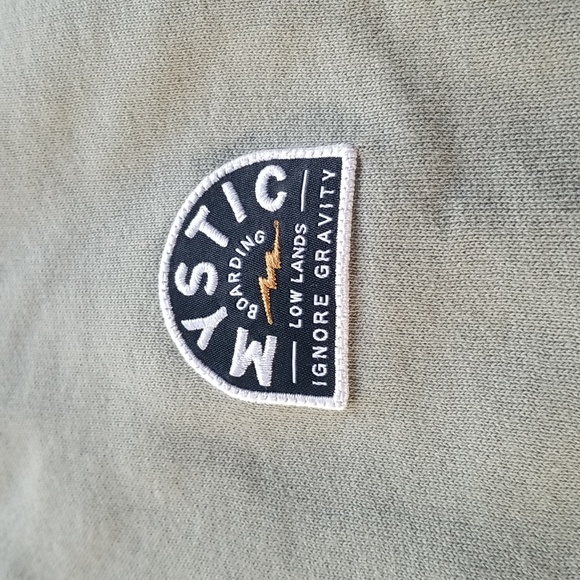 MYSTIC
BOARDING
LOW LANDS
IGNORE GRAVITY